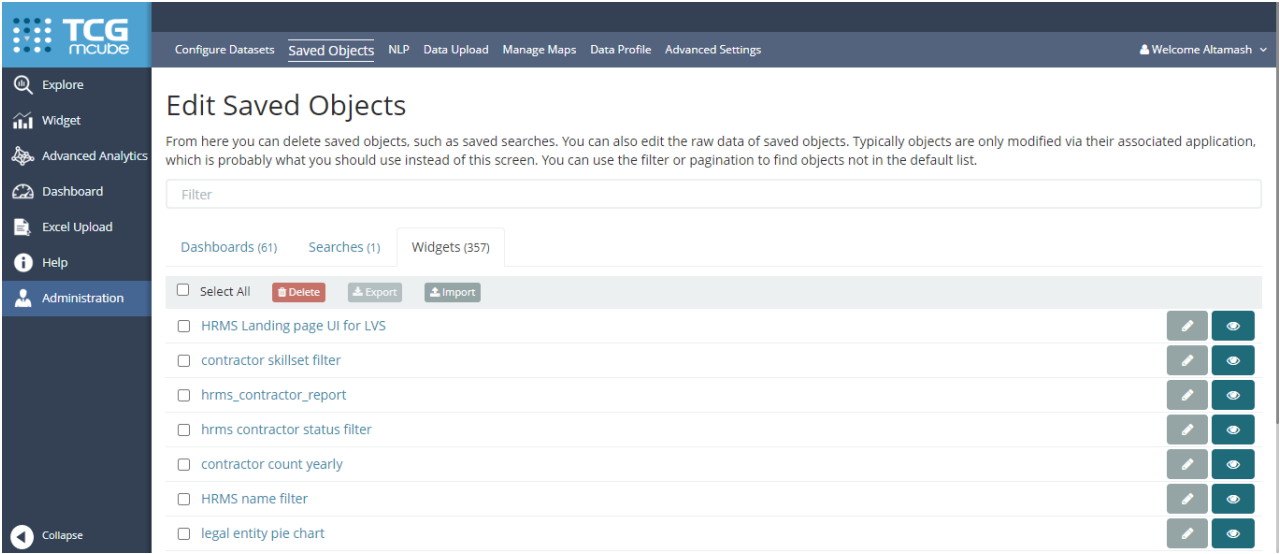 TCG
mcube
Configure Datasets Saved Objects NLP Data Upload Manage Maps Data Profile Advanced Settings Welcome Altamash
Explore
Widget
Advanced Analytics
Dashboard
Excel Upload
Help
Administration
Collapse
Edit Saved Objects
From here you can delete saved objects, such as saved searches. You can also edit the raw data of saved objects. Typically objects are only modified via their associated application,
which is probably what you should use instead of this screen. You can use the filter or pagination to find objects not in the default list.
Filter
Dashboards (61) Searches (1) Widgets (357)
Select All Delete Export Import
HRMS Landing page UI for LVS
contractor skillset filter
hrms_contractor_report
hrms contractor status filter
contractor count yearly
HRMS name filter
legal entity pie chart